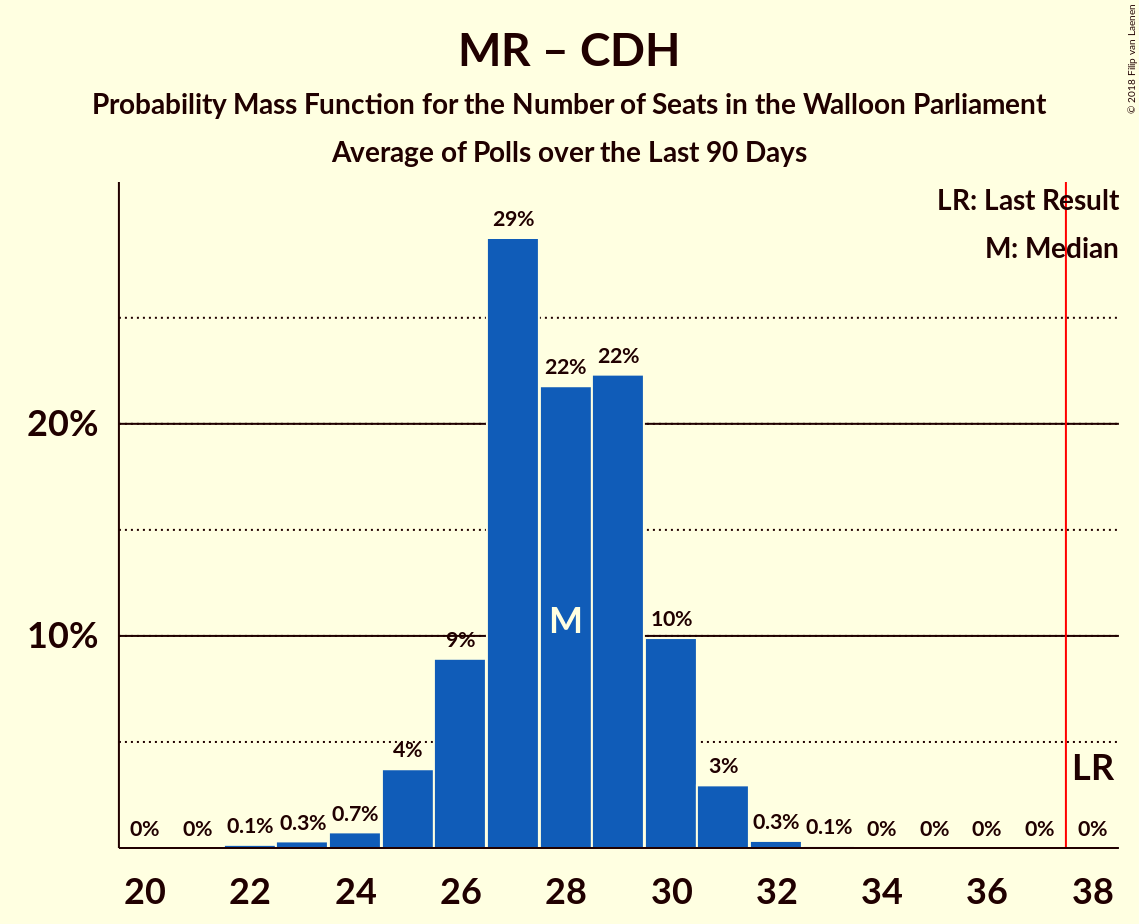 MR – CDH
Probability Mass Function for the Number of Seats in the Walloon Parliament
Average of Polls over the Last 90 Days
© 2018 Filip van Laenen
LR: Last Result
M: Median
20%
10%
0% 0% 0.1% 0.3% 0.7% 4% 9% 29% 22% 22% 10% 3% 0.3% 0.1% 0% 0% 0% 0% 0%
M
LR
20 22 24 26 28 30 32 34 36 38